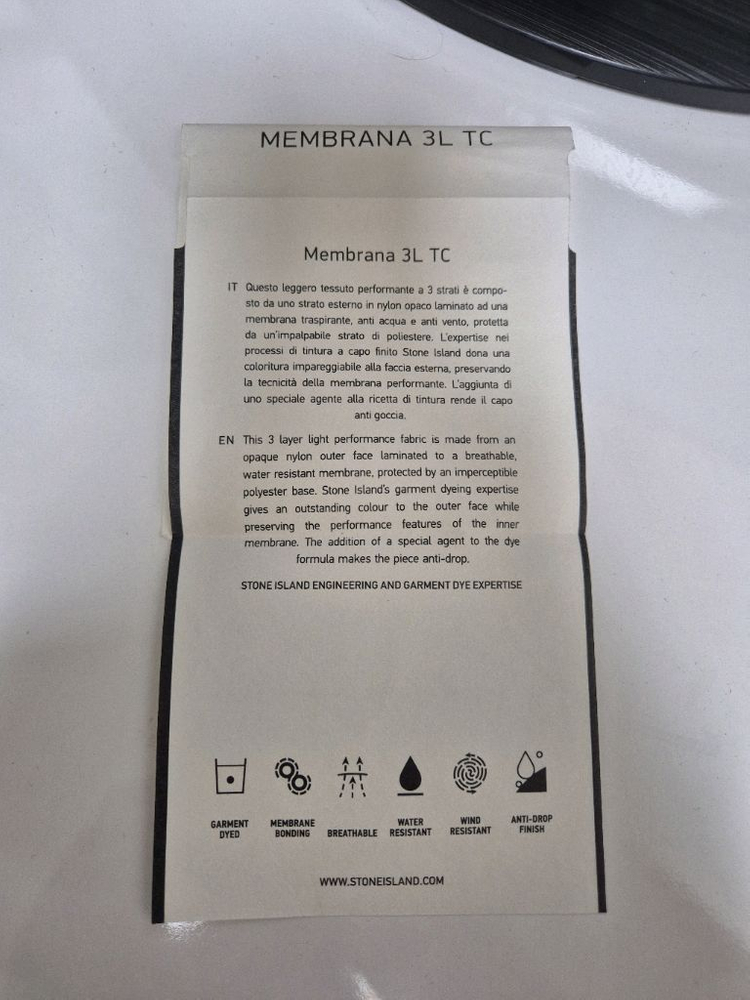 MEMBRANA 3L TC
Membrana 3L TC
IT Questo leggero tessuto performante a 3 strati è compo-
sto da uno strato esterno in nylon opaco laminato ad una
membrana traspirante, anti acqua e anti vento, protetta
da un'impalpabile strato di poliestere. L'expertise nei
processi di tintura a capo finito Stone Island dona una
coloritura impareggiabile alla faccia esterna, preservando
la tecnicità della membrana performante. L'aggiunta di
uno speciale agente alla ricetta di tintura rende il capo
anti goccia.
EN This 3 layer light performance fabric is made from an
opaque nylon outer face laminated to a breathable,
water resistant membrane, protected by an imperceptible
polyester base. Stone Island's garment dyeing expertise
gives an outstanding colour to the outer face while
preserving the performance features of the inner
membrane. The addition of a special agent to the dye
formula makes the piece anti-drop.
STONE ISLAND ENGINEERING AND GARMENT DYE EXPERTISE
GARMENT
DYED
MEMBRANE
BONDING
BREATHABLE
WATER
RESISTANT
WIND
RESISTANT
ANTI-DROP
FINISH
WWW.STONEISLAND.COM